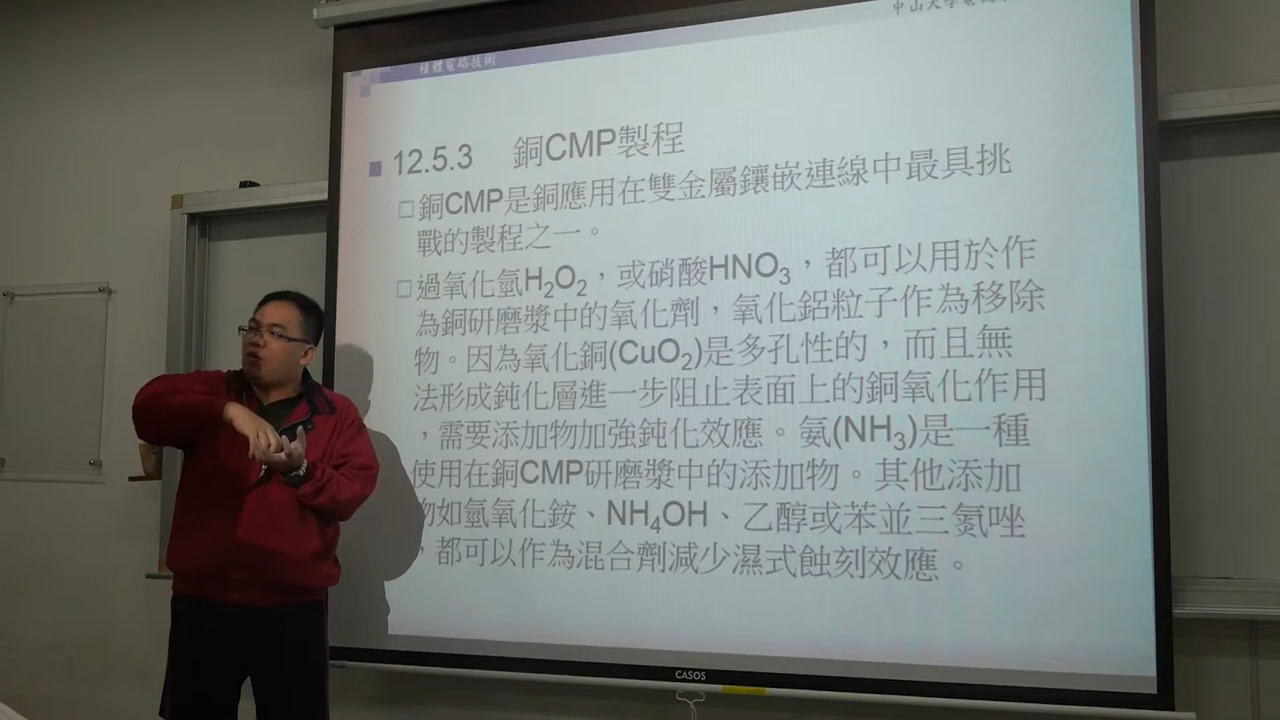 中山大學電
積體電路技術
12.5.3 銅CMP製程
銅CMP是銅應用在雙金屬鑲嵌連線中最具挑
戰的製程之一。
過氧化氫H₂O₂，或硝酸HNO₃，都可以用於作
為銅研磨漿中的氧化劑，氧化鋁粒子作為移除
物。因為氧化銅(CuO₂)是多孔性的，而且無
法形成鈍化層進一步阻止表面上的銅氧化作用
，需要添加物加強鈍化效應。氨(NH₃)是一種
使用在銅CMP研磨漿中的添加物。其他添加
物如氫氧化銨、NH₄OH、乙醇或苯並三氮唑
，都可以作為混合劑減少濕式蝕刻效應。
CASOS